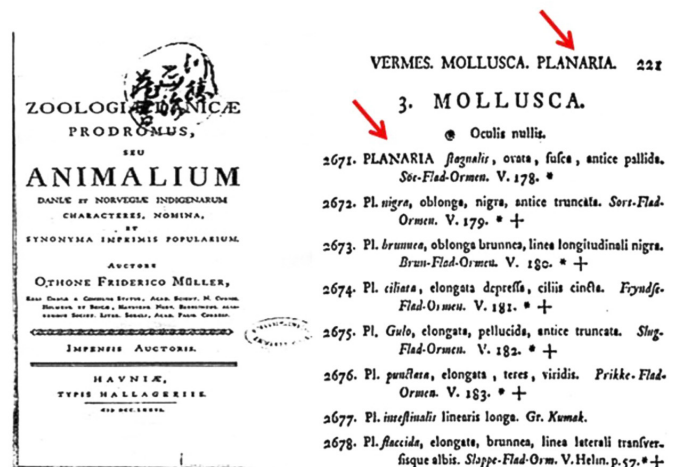 ZOOLOGIÆ DANICÆ
PRODROMUS,
SEU
ANIMALIUM
DANIÆ ET NORVEGIÆ INDIGENARUM
CHARACTERES, NOMINA,
ET
SYNONYMA IMPRIMIS POPULARIUM.
AUCTORE
OTHONE FRIDERICO MÜLLER,
IMPENSIS AUCTORIS.
HAVNIÆ,
TYPIS HALLAGERIIS.
VERMES. MOLLUSCA. PLANARIA. 221
3. MOLLUSCA.
Oculis nullis.
2671. PLANARIA stagnalis, ovata, fusca, antice pallida.
Söe-Flad-Ormen. V. 178. *
2672. Pl. nigra, oblonga, nigra, antice truncata. Sort-Flad-
Ormen. V. 179. * +
2673. Pl. brunnea, oblonga brunnea, linea longitudinali nigra.
Brun-Flad-Ormen. V. 180. * +
2674. Pl. ciliata, elongata depressa, ciliis cincta. Fryndse-
Flad-Ormen. V. 181. * +
2675. Pl. Gulo, elongata, pellucida, antice truncata. Slug-
Flad-Ormen. V. 182. * +
2676. Pl. punctata, elongata, teres, viridis. Prikke-Flad-
Ormen. V. 183. * +
2677. Pl. intestinalis linearis longa. Gr. Kumak.
2678. Pl. flaccida, elongata, brunnea, linea laterali transver-
sisque albis. Slappe-Flad-Orm. V. Helm. p. 57. * +